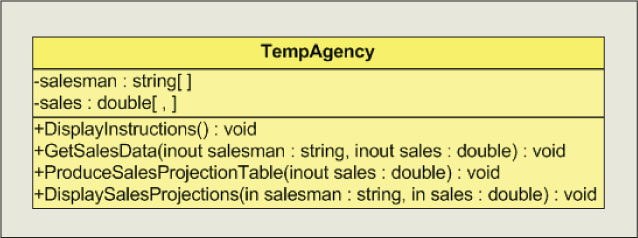 TempAgency
-salesman : string[ ]
-sales : double[ , ]
+DisplayInstructions() : void
+GetSalesData(inout salesman : string, inout sales : double) : void
+ProduceSalesProjectionTable(inout sales : double) : void
+DisplaySalesProjections(in salesman : string, in sales : double) : void